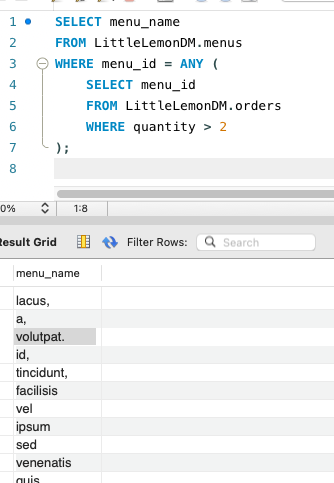 1 SELECT menu_name
2 FROM LittleLemonDM.menus
3 WHERE menu_id = ANY (
4 SELECT menu_id
5 FROM LittleLemonDM.orders
6 WHERE quantity > 2
7 );
8
0% 1:8
Result Grid Filter Rows: Search
menu_name
lacus,
a,
volutpat.
id,
tincidunt,
facilisis
vel
ipsum
sed
venenatis
quis